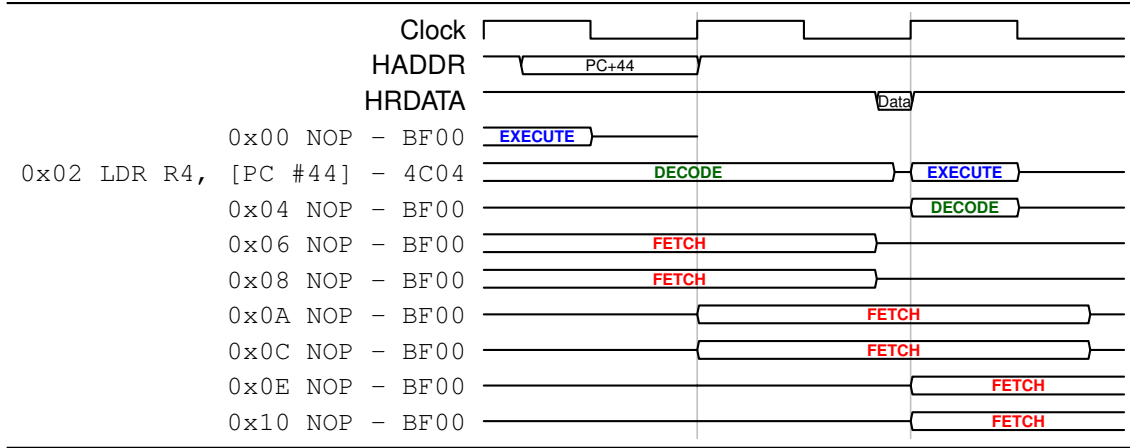 Clock
HADDR PC+44
HRDATA Data
0x00 NOP - BF00 EXECUTE
0x02 LDR R4, [PC #44] - 4C04 DECODE EXECUTE
0x04 NOP - BF00 DECODE
0x06 NOP - BF00 FETCH
0x08 NOP - BF00 FETCH
0x0A NOP - BF00 FETCH
0x0C NOP - BF00 FETCH
0x0E NOP - BF00 FETCH
0x10 NOP - BF00 FETCH